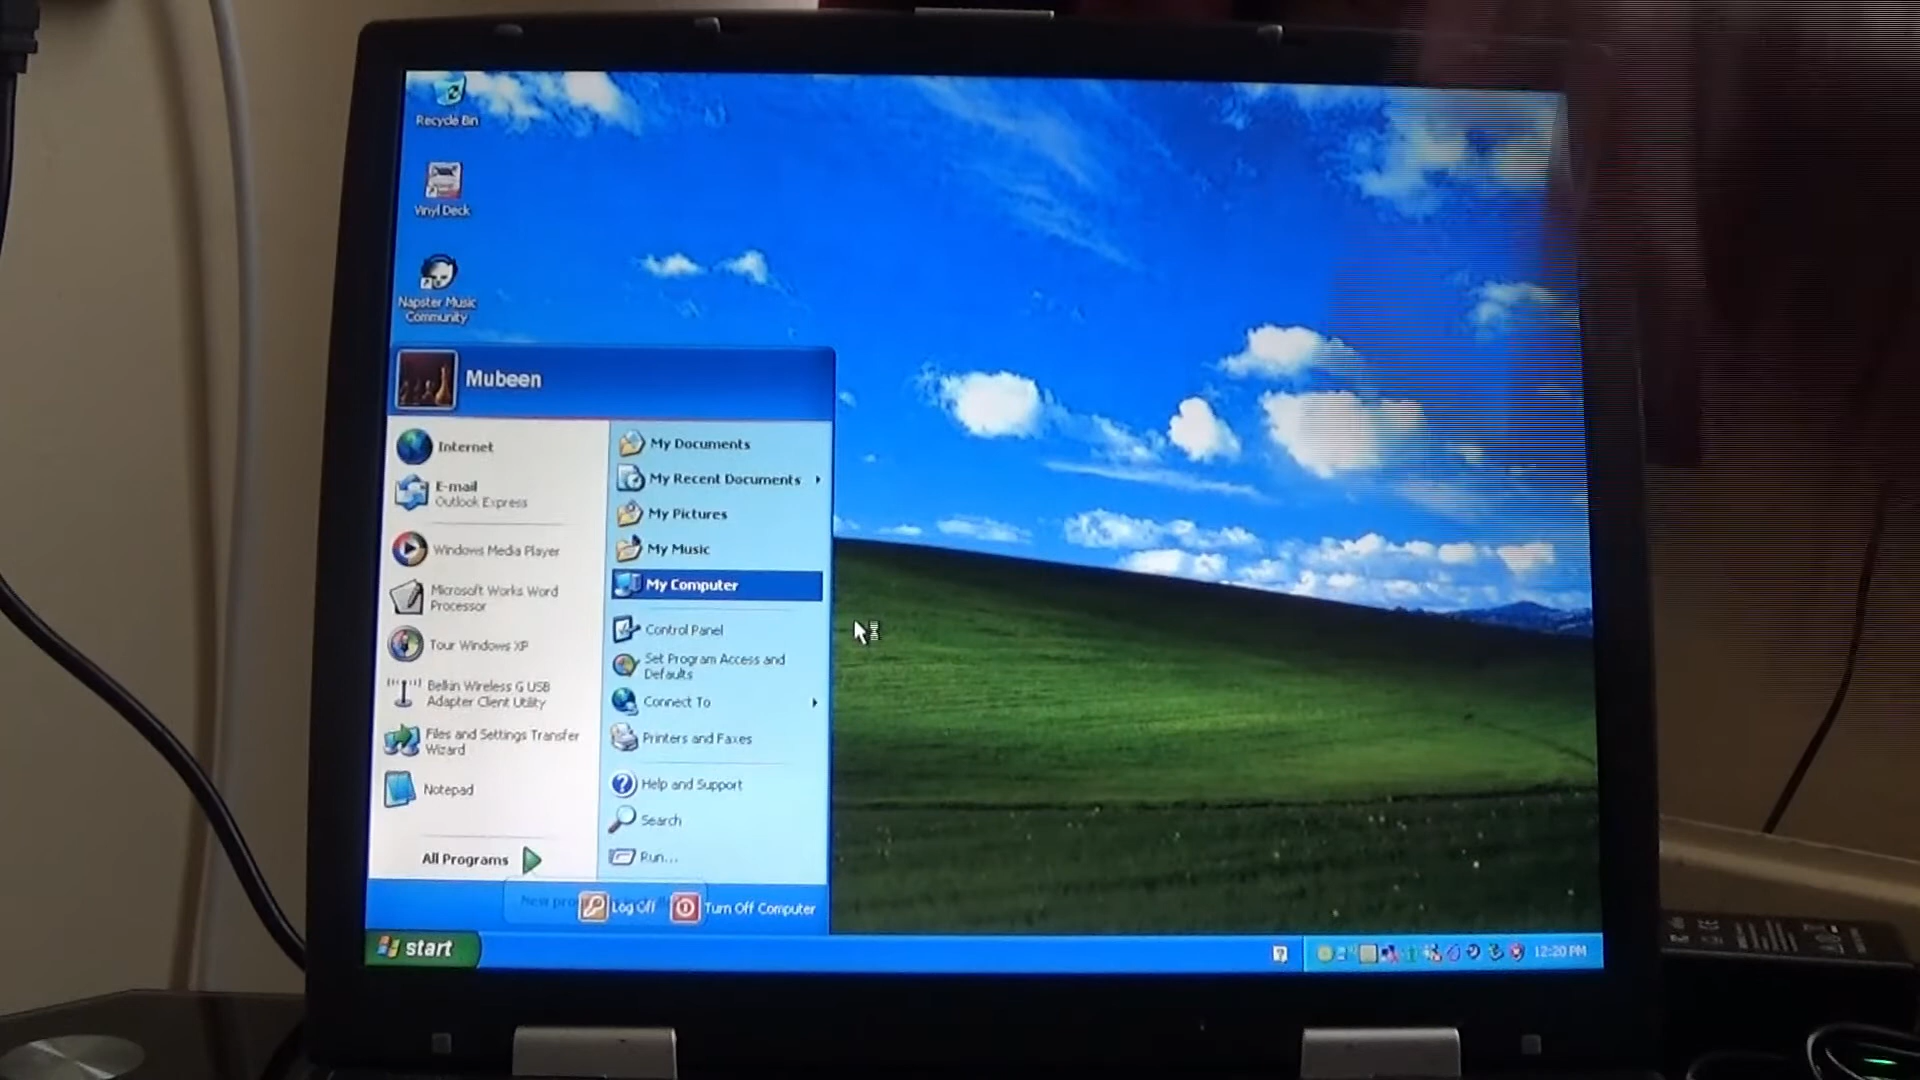 Recycle Bin
Vinyl Deck
Napster Music
Community
Mubeen
Internet
E-mail
Outlook Express
Windows Media Player
Microsoft Works Word
Processor
Tour Windows XP
Belkin Wireless G USB
Adapter Client Utility
Files and Settings Transfer
Wizard
Notepad
All Programs
My Documents
My Recent Documents
My Pictures
My Music
My Computer
Control Panel
Set Program Access and
Defaults
Connect To
Printers and Faxes
Help and Support
Search
Run...
Log Off
Turn Off Computer
start
12:20 PM